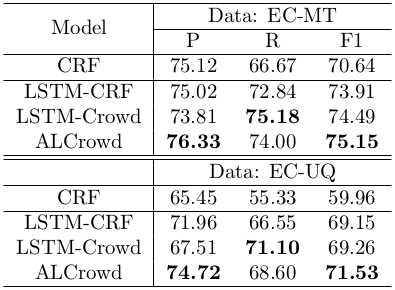 Model Data: EC-MT
P R F1
CRF 75.12 66.67 70.64
LSTM-CRF 75.02 72.84 73.91
LSTM-Crowd 73.81 75.18 74.49
ALCrowd 76.33 74.00 75.15
Data: EC-UQ
CRF 65.45 55.33 59.96
LSTM-CRF 71.96 66.55 69.15
LSTM-Crowd 67.51 71.10 69.26
ALCrowd 74.72 68.60 71.53